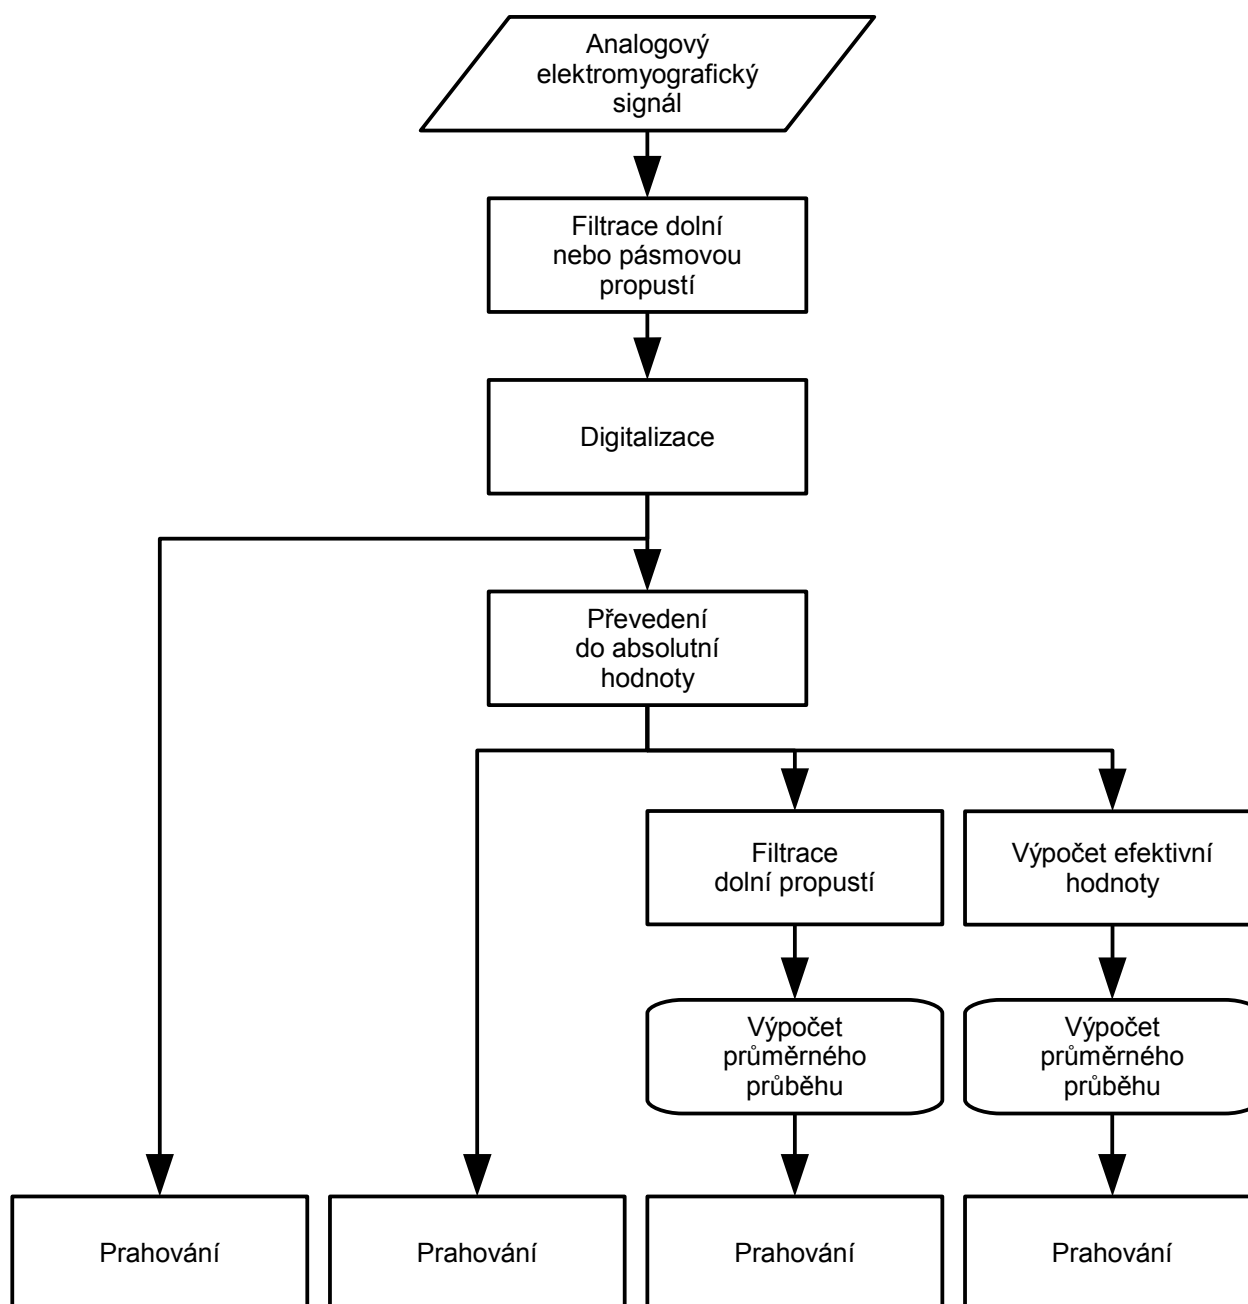 Analogový
elektromyografický
signál
Filtrace dolní
nebo pásmovou
propustí
Digitalizace
Převedení
do absolutní
hodnoty
Filtrace
dolní propustí
Výpočet efektivní
hodnoty
Výpočet
průměrného
průběhu
Výpočet
průměrného
průběhu
Prahování
Prahování
Prahování
Prahování